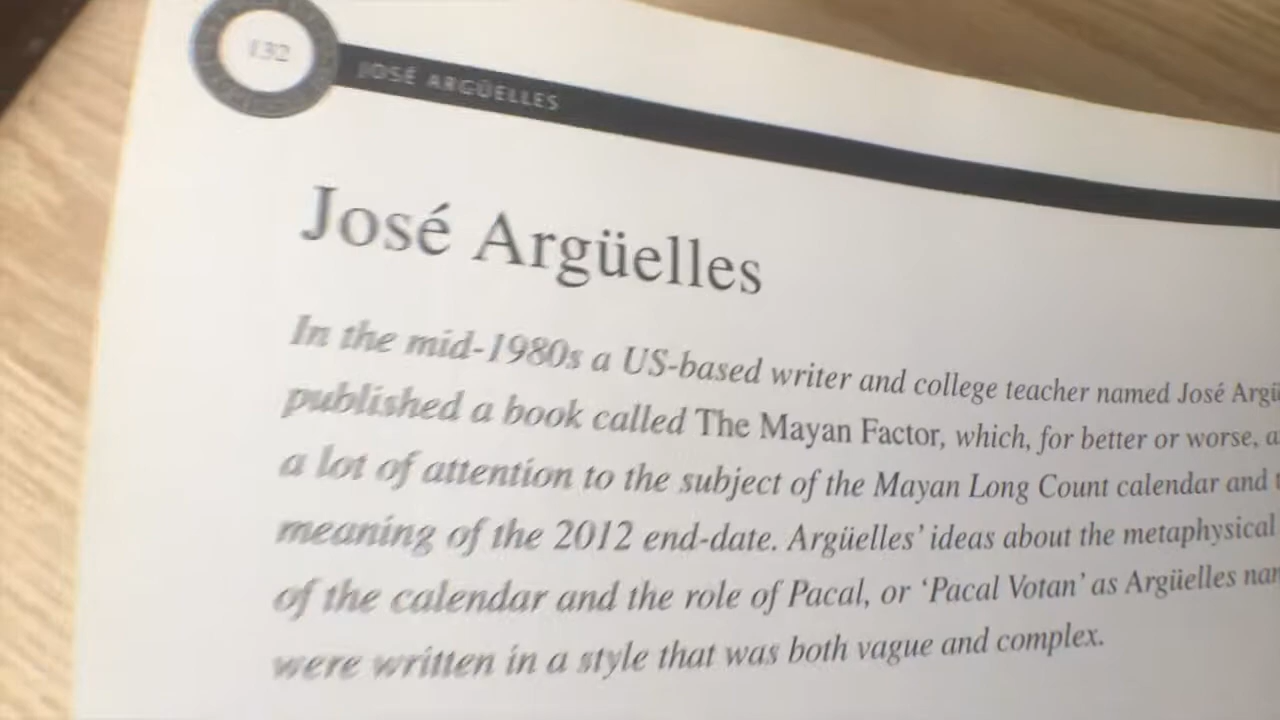 132
JOSÉ ARGÜELLES
José Argüelles
In the mid-1980s a US-based writer and college teacher named José
published a book called The Mayan Factor, which, for better or worse,
a lot of attention to the subject of the Mayan Long Count calendar and
meaning of the 2012 end-date. Argüelles' ideas about the metaphysical
of the calendar and the role of Pacal, or 'Pacal Votan' as Argüelles
were written in a style that was both vague and complex.